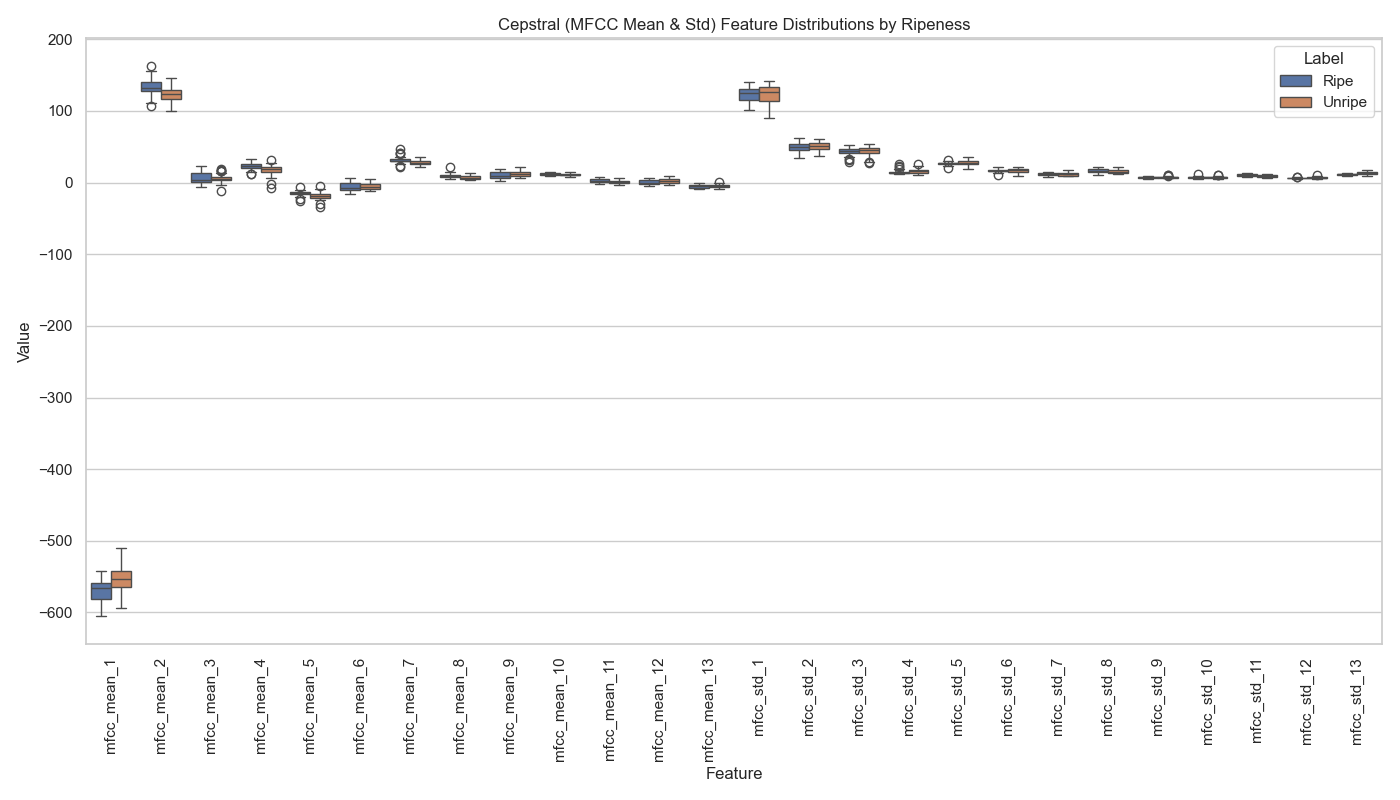 Cepstral (MFCC Mean & Std) Feature Distributions by Ripeness
Label
Ripe
Unripe
Value
200
100
0
−100
−200
−300
−400
−500
−600
mfcc_mean_1
mfcc_mean_2
mfcc_mean_3
mfcc_mean_4
mfcc_mean_5
mfcc_mean_6
mfcc_mean_7
mfcc_mean_8
mfcc_mean_9
mfcc_mean_10
mfcc_mean_11
mfcc_mean_12
mfcc_mean_13
mfcc_std_1
mfcc_std_2
mfcc_std_3
mfcc_std_4
mfcc_std_5
mfcc_std_6
mfcc_std_7
mfcc_std_8
mfcc_std_9
mfcc_std_10
mfcc_std_11
mfcc_std_12
mfcc_std_13
Feature